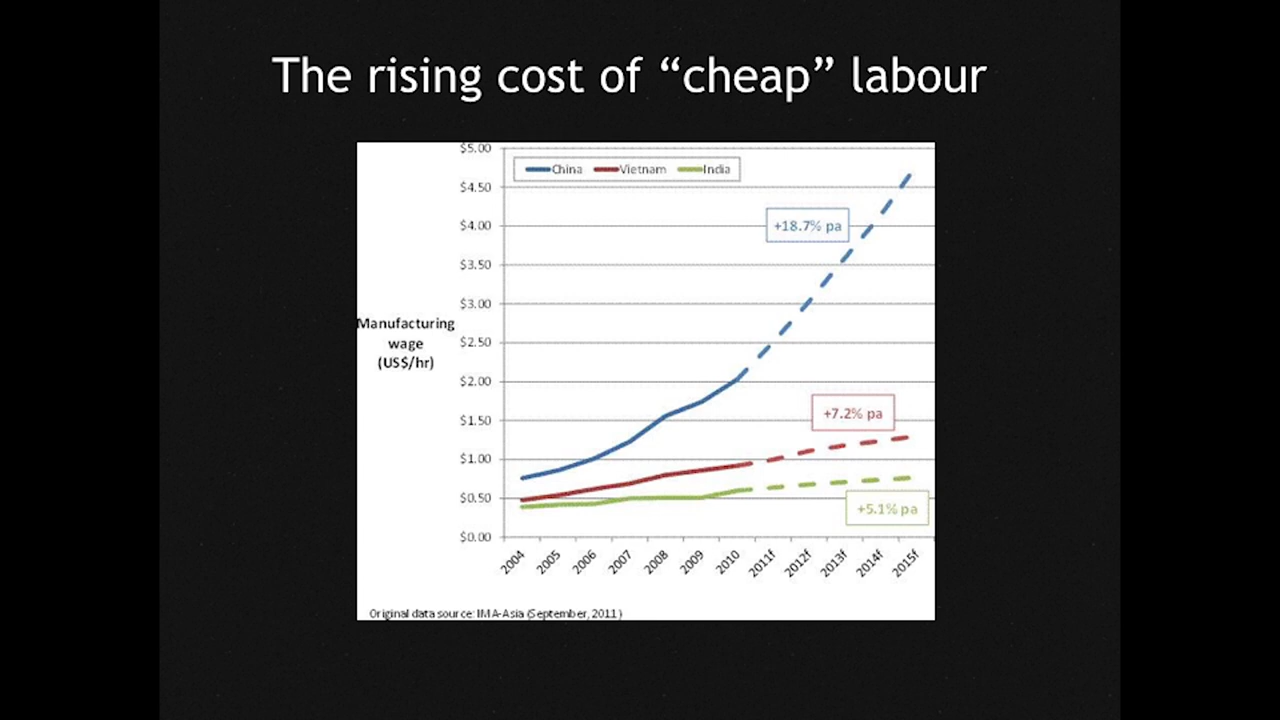 The rising cost of “cheap” labour
$5.00
China Vietnam India
$4.50
+18.7% pa
$4.00
$3.50
$3.00
Manufacturing
wage
(US$/hr)
$2.50
$2.00
+7.2% pa
$1.50
$1.00
$0.50
+5.1% pa
$0.00
2004 2005 2006 2007 2008 2009 2010 2011f 2012f 2013f 2014f 2015f
Original data source: IMA-Asia (September, 2011)